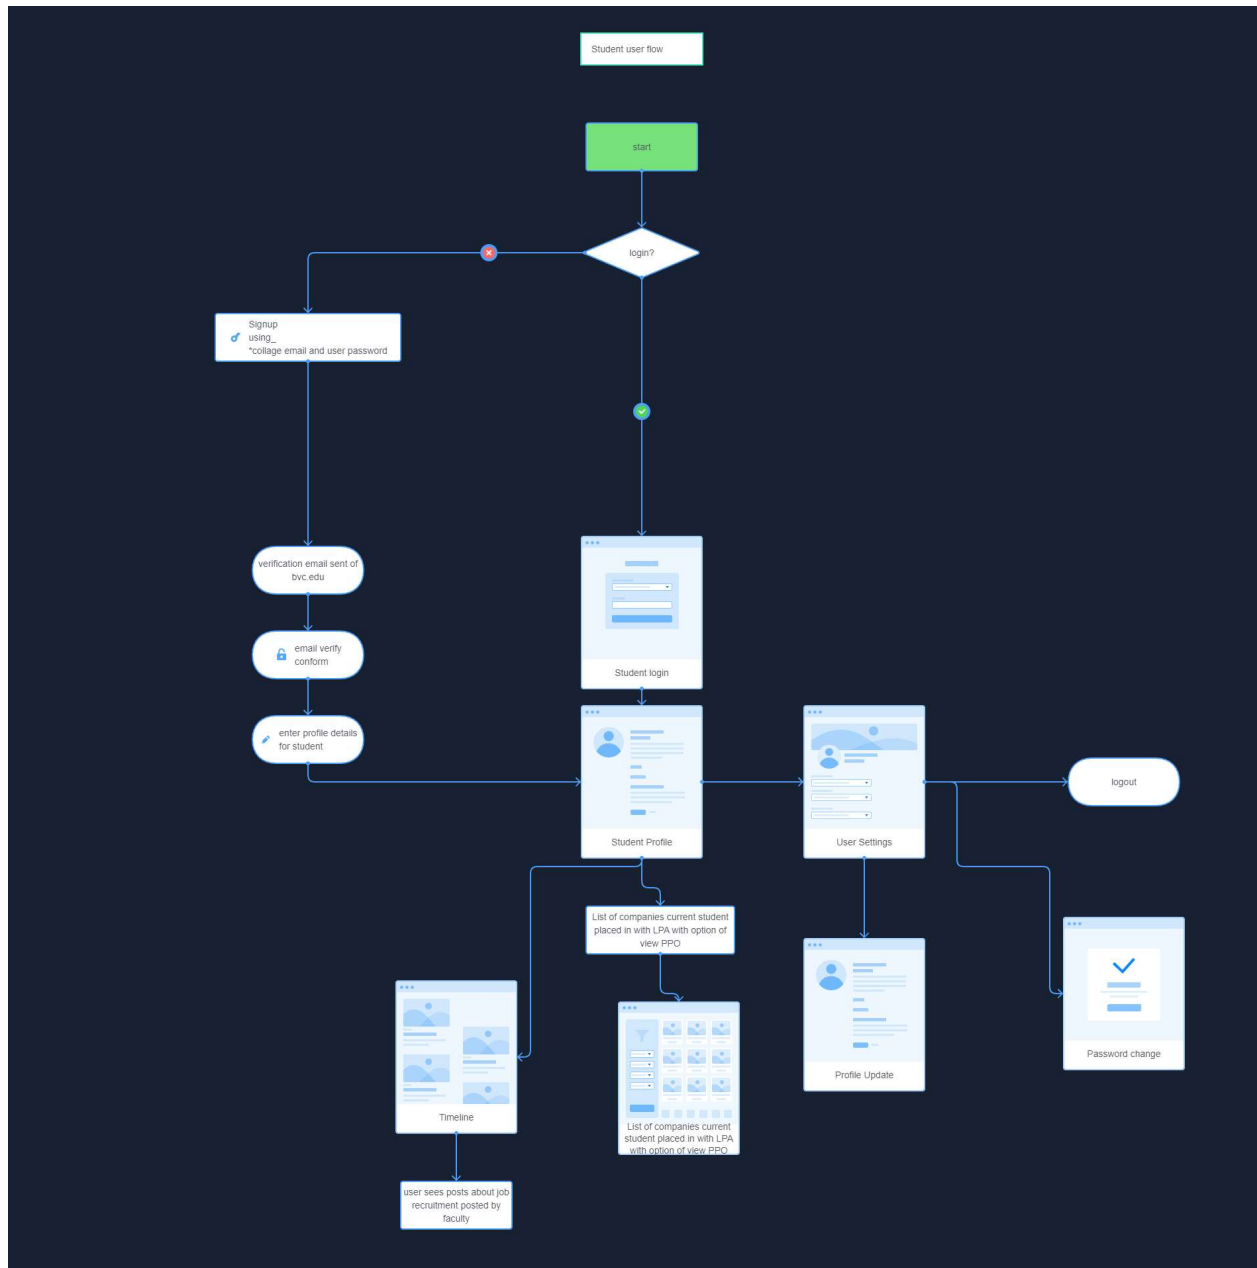 Student user flow
start
login?
Signup
using_
*collage email and user password
verification email sent of
bvc.edu
email verify
conform
enter profile details
for student
Student login
Student Profile
User Settings
logout
List of companies current student
placed in with LPA with option of
view PPO
Profile Update
Password change
Timeline
List of companies current
student placed in with LPA
with option of view PPO
user sees posts about job
recruitment posted by
faculty